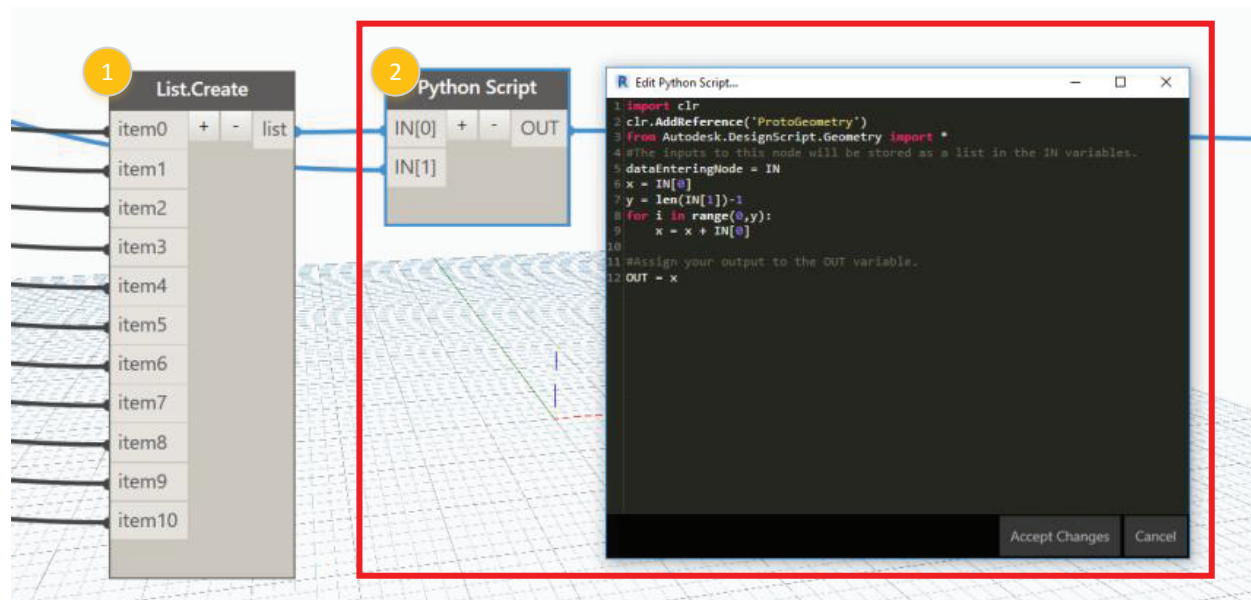 1
List.Create
item0 + - list
item1
item2
item3
item4
item5
item6
item7
item8
item9
item10
2
Python Script
IN[0] + - OUT
IN[1]
R Edit Python Script...
1 import clr
2 clr.AddReference('ProtoGeometry')
3 from Autodesk.DesignScript.Geometry import *
4 #The inputs to this node will be stored as a list in the IN variables.
5 dataEnteringNode = IN
6 x = IN[0]
7 y = len(IN[1])-1
8 for i in range(0,y):
9 x = x + IN[0]
10
11 #Assign your output to the OUT variable.
12 OUT = x
Accept Changes Cancel